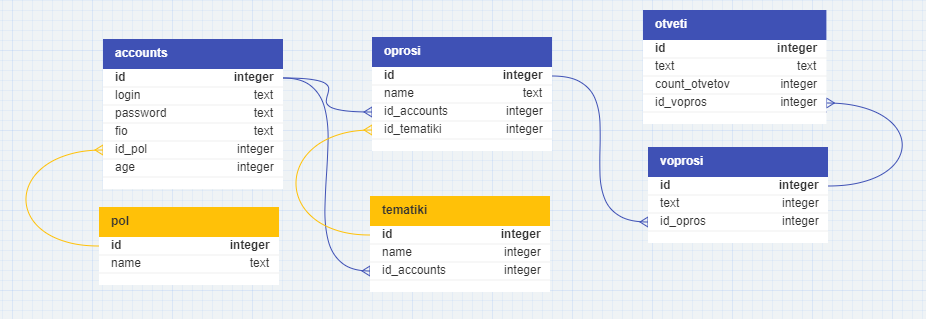 accounts
id integer
login text
password text
fio text
id_pol integer
age integer
pol
id integer
name text
oprosi
id integer
name text
id_accounts integer
id_tematiki integer
tematiki
id integer
name integer
id_accounts integer
otveti
id integer
text text
count_otvetov integer
id_vopros integer
voprosi
id integer
text integer
id_opros integer